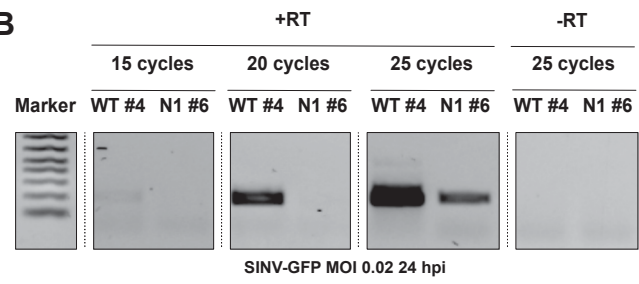 B
+RT -RT
15 cycles 20 cycles 25 cycles 25 cycles
Marker WT #4 N1 #6 WT #4 N1 #6 WT #4 N1 #6 WT #4 N1 #6
SINV-GFP MOI 0.02 24 hpi